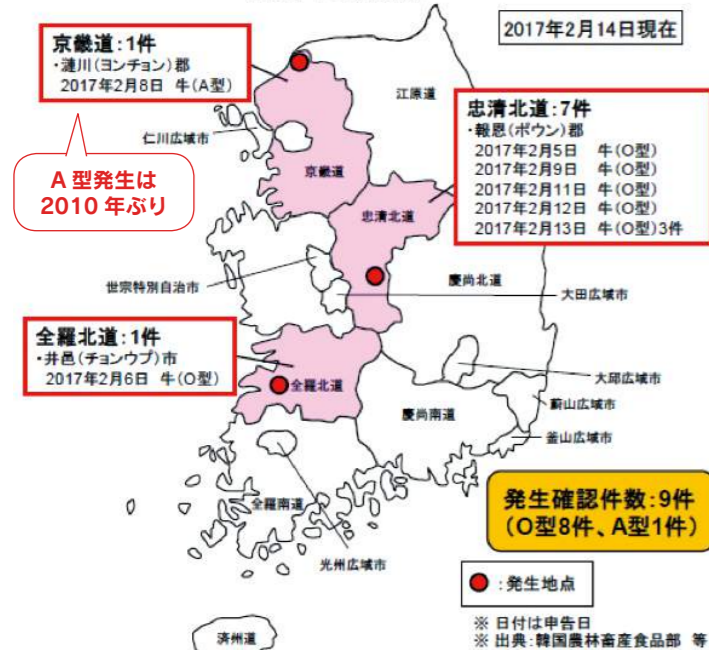 2017年2月14日現在
京畿道:1件
・漣川(ヨンチョン)郡
2017年2月8日 牛(A型)
A型発生は
2010年ぶり
江原道
仁川広域市
京畿道
忠清北道:7件
・報恩(ボウン)郡
2017年2月5日 牛(O型)
2017年2月9日 牛(O型)
2017年2月11日 牛(O型)
2017年2月12日 牛(O型)
2017年2月13日 牛(O型)3件
忠清北道
世宗特別自治市
慶尚北道
大田広域市
全羅北道:1件
・井邑(チョンウプ)市
2017年2月6日 牛(O型)
全羅北道
大邱広域市
慶尚南道
蔚山広域市
釜山広域市
全羅南道
光州広域市
発生確認件数:9件
(O型8件、A型1件)
:発生地点
済州道
※ 日付は申告日
※ 出典:韓国農林畜産食品部 等